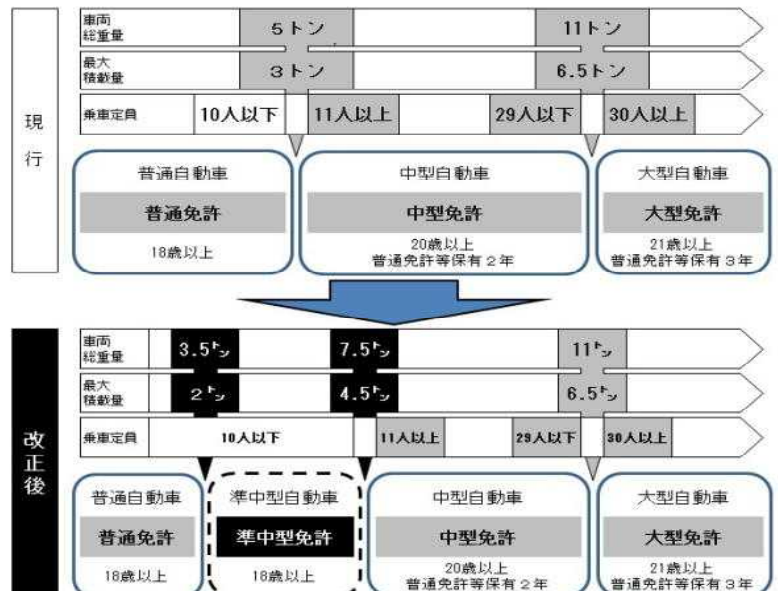 現行
車両総重量 5トン 11トン
最大積載量 3トン 6.5トン
乗車定員 10人以下 11人以上 29人以下 30人以上
普通自動車 中型自動車 大型自動車
普通免許 中型免許 大型免許
18歳以上 20歳以上 21歳以上
普通免許等保有2年 普通免許等保有3年
改正後
車両総重量 3.5トン 7.5トン 11トン
最大積載量 2トン 4.5トン 6.5トン
乗車定員 10人以下 11人以上 29人以下 30人以上
普通自動車 準中型自動車 中型自動車 大型自動車
普通免許 準中型免許 中型免許 大型免許
18歳以上 18歳以上 20歳以上 21歳以上
普通免許等保有2年 普通免許等保有3年